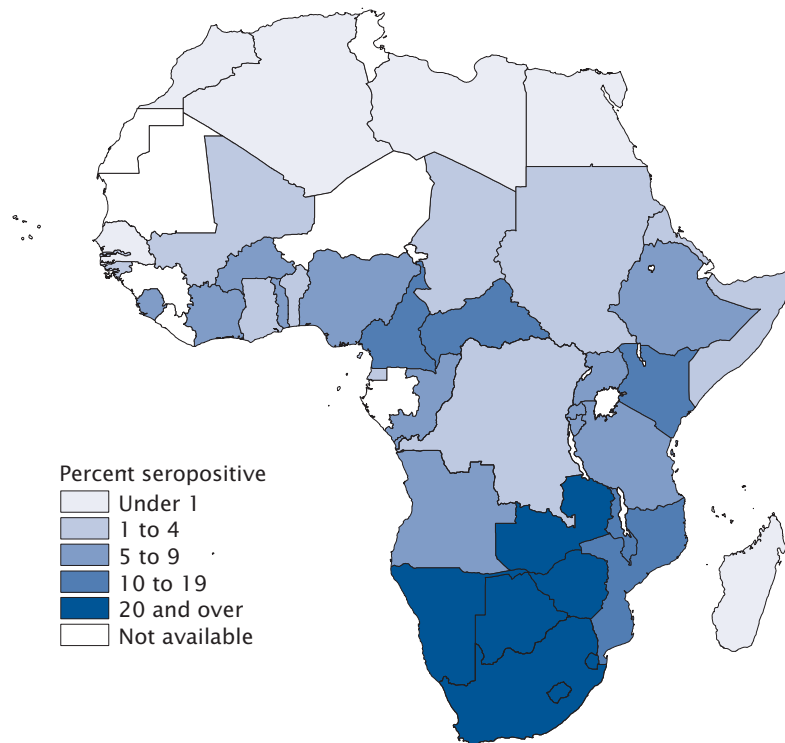 Percent seropositive
Under 1
1 to 4
5 to 9
10 to 19
20 and over
Not available